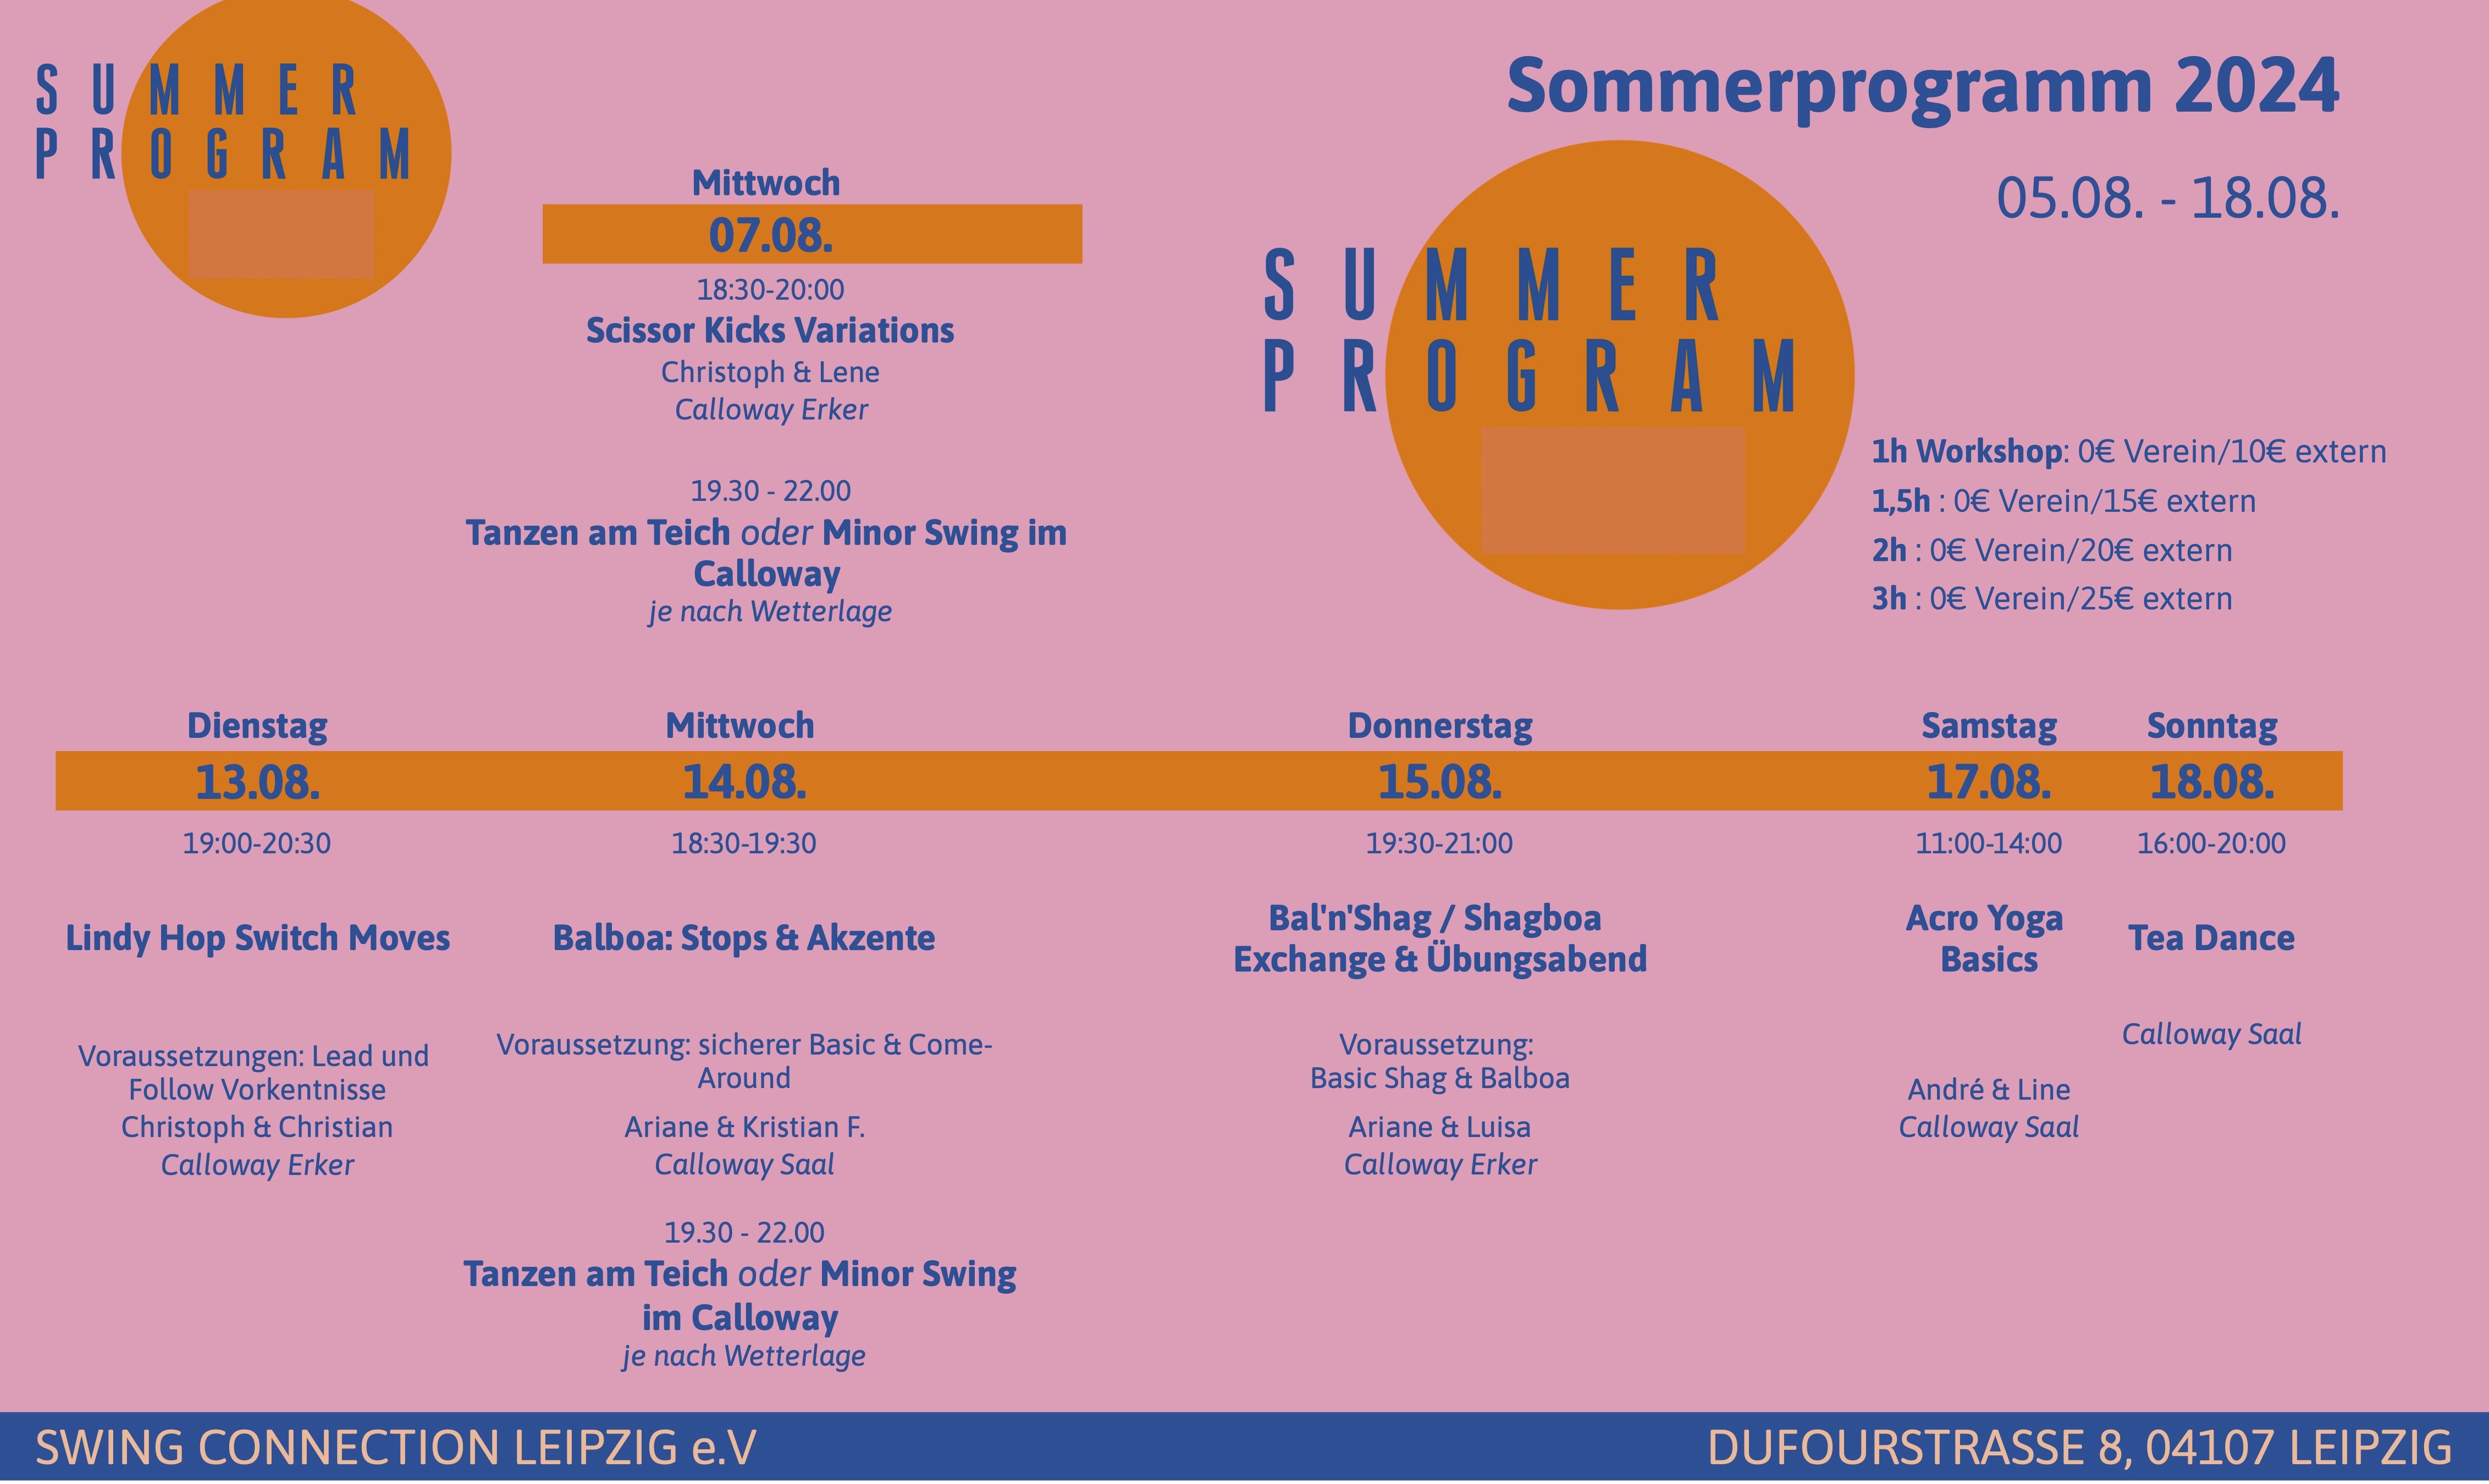 SUMMER
PROGRAM
Mittwoch
07.08.
18:30-20:00
Scissor Kicks Variations
Christoph & Lene
Calloway Erker
19.30 - 22.00
Tanzen am Teich oder Minor Swing im
Calloway
je nach Wetterlage
Sommerprogramm 2024
05.08. - 18.08.
SUMMER
PROGRAM
1h Workshop: 0€ Verein/10€ extern
1,5h : 0€ Verein/15€ extern
2h : 0€ Verein/20€ extern
3h : 0€ Verein/25€ extern
Dienstag
13.08.
19:00-20:30
Lindy Hop Switch Moves
Voraussetzungen: Lead und
Follow Vorkentnisse
Christoph & Christian
Calloway Erker
Mittwoch
14.08.
18:30-19:30
Balboa: Stops & Akzente
Voraussetzung: sicherer Basic & Come-
Around
Ariane & Kristian F.
Calloway Saal
19.30 - 22.00
Tanzen am Teich oder Minor Swing
im Calloway
je nach Wetterlage
Donnerstag
15.08.
19:30-21:00
Bal'n'Shag / Shagboa
Exchange & Übungsabend
Voraussetzung:
Basic Shag & Balboa
Ariane & Luisa
Calloway Erker
Samstag
17.08.
11:00-14:00
Acro Yoga
Basics
André & Line
Calloway Saal
Sonntag
18.08.
16:00-20:00
Tea Dance
Calloway Saal
SWING CONNECTION LEIPZIG e.V
DUFOURSTRASSE 8, 04107 LEIPZIG